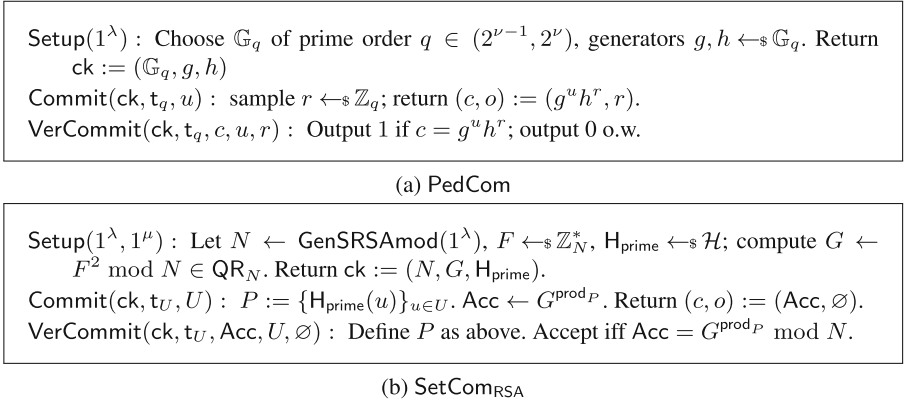 Setup(1^λ) : Choose 𝔾_q of prime order q ∈ (2^{ν−1}, 2^ν), generators g, h ←$ 𝔾_q. Return
ck := (𝔾_q, g, h)
Commit(ck, t_q, u) : sample r ←$ ℤ_q; return (c, o) := (g^u h^r, r).
VerCommit(ck, t_q, c, u, r) : Output 1 if c = g^u h^r; output 0 o.w.
(a) PedCom
Setup(1^λ, 1^μ) : Let N ← GenSRSAmod(1^λ), F ←$ ℤ*_N, H_prime ←$ ℋ; compute G ←
F^2 mod N ∈ QR_N. Return ck := (N, G, H_prime).
Commit(ck, t_U, U) : P := {H_prime(u)}_{u∈U}. Acc ← G^{prod_P}. Return (c, o) := (Acc, ∅).
VerCommit(ck, t_U, Acc, U, ∅) : Define P as above. Accept iff Acc = G^{prod_P} mod N.
(b) SetCom_RSA